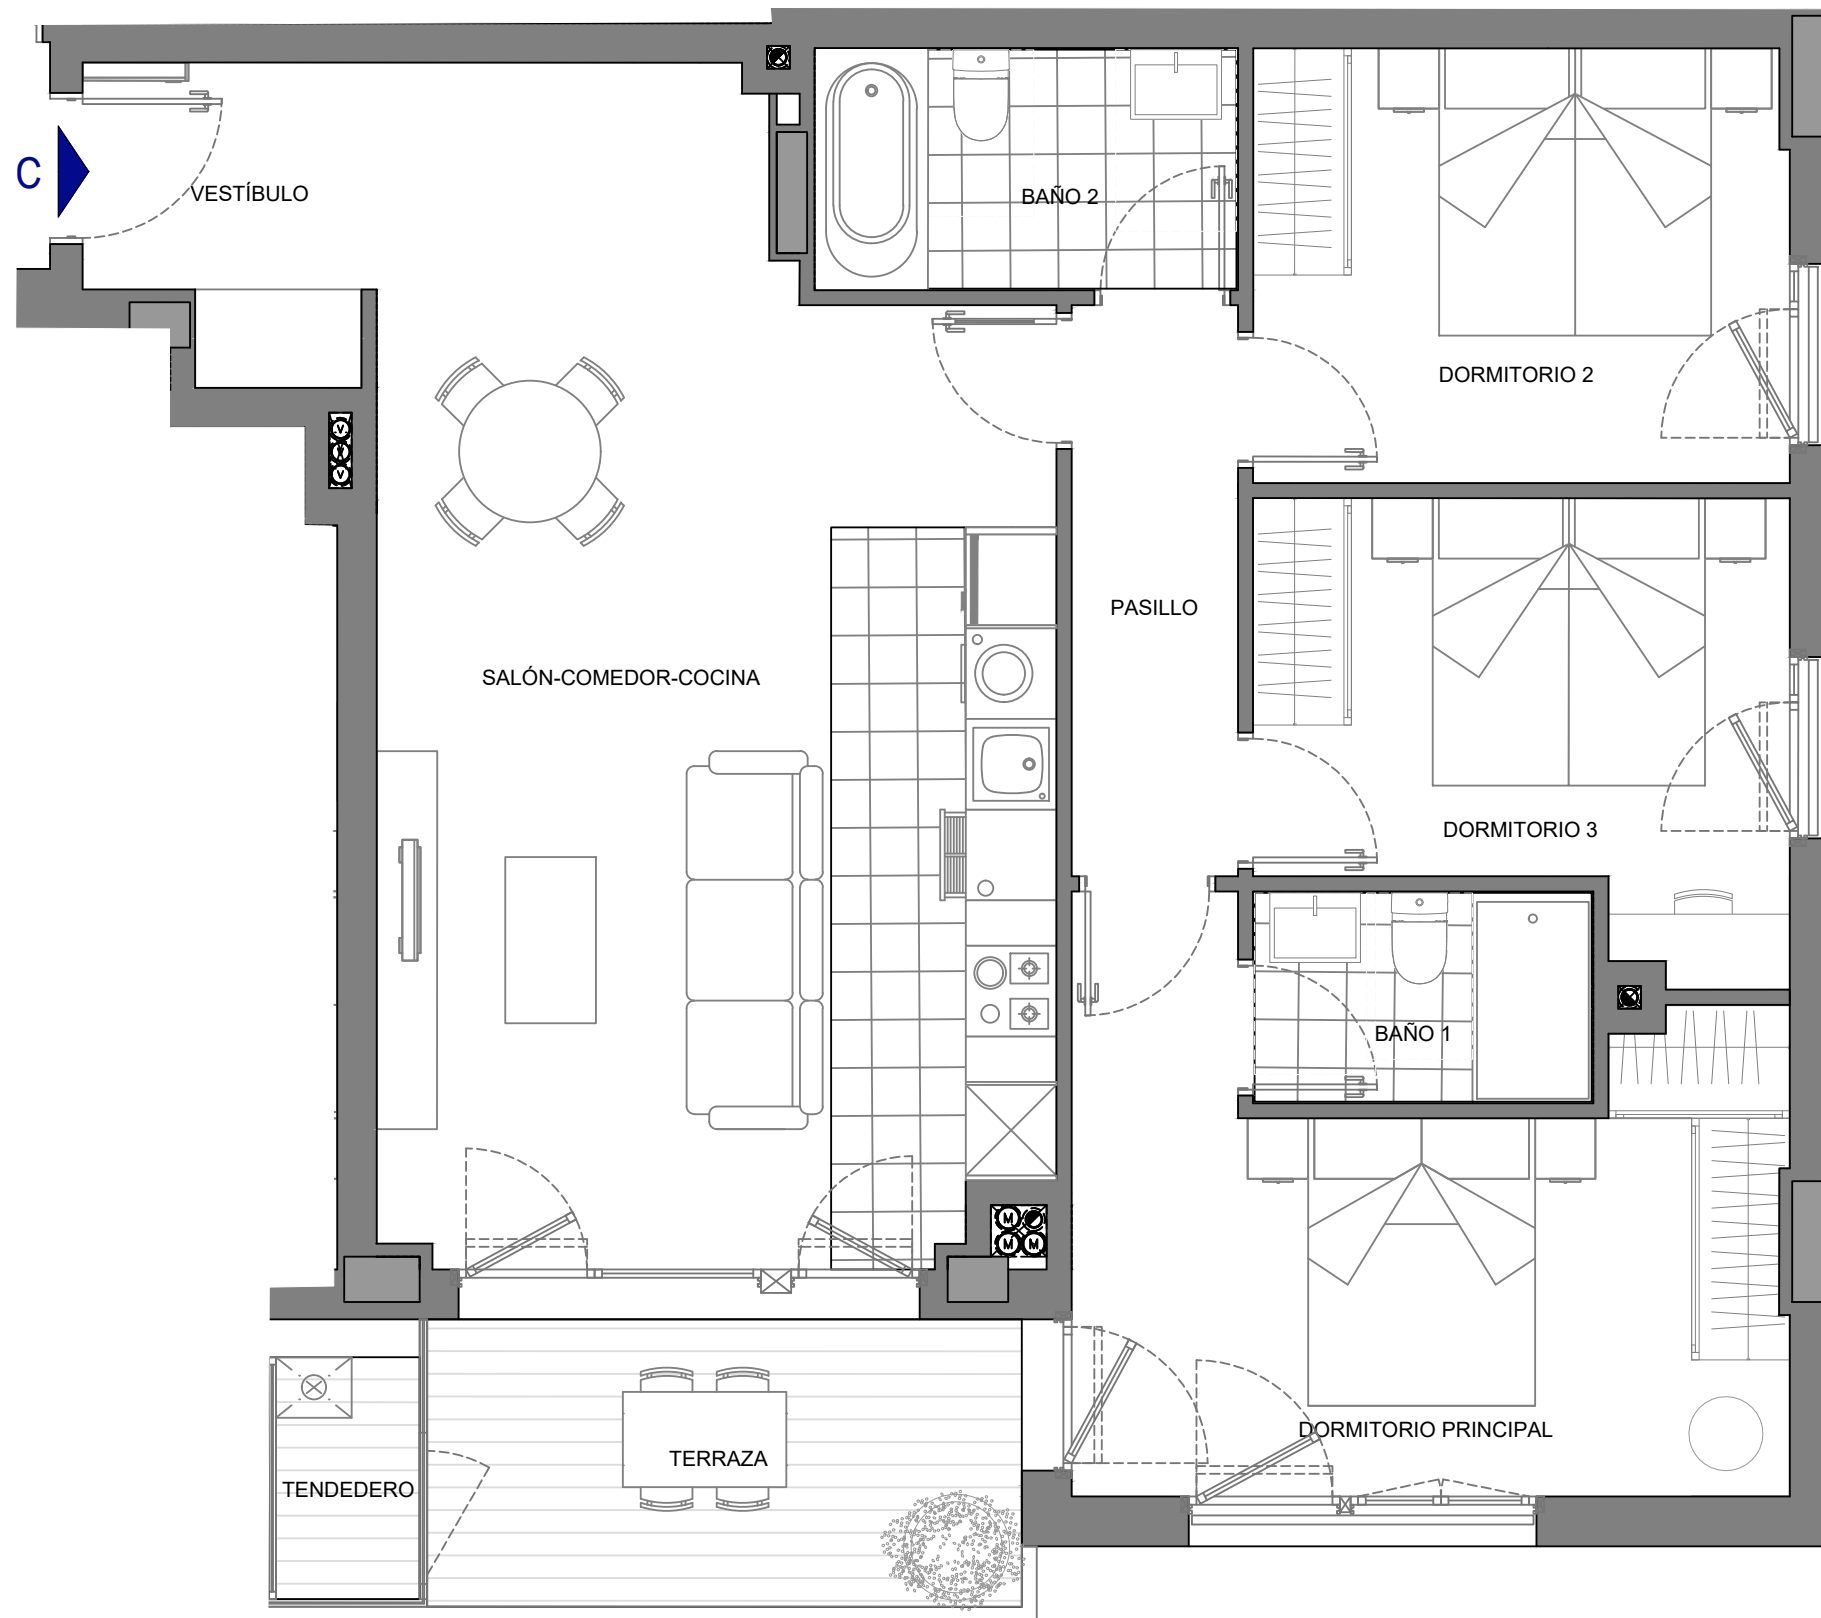 C
VESTÍBULO
BAÑO 2
DORMITORIO 2
V
V
V
PASILLO
SALÓN-COMEDOR-COCINA
DORMITORIO 3
BAÑO 1
M
M
M
DORMITORIO PRINCIPAL
TERRAZA
TENDEDERO